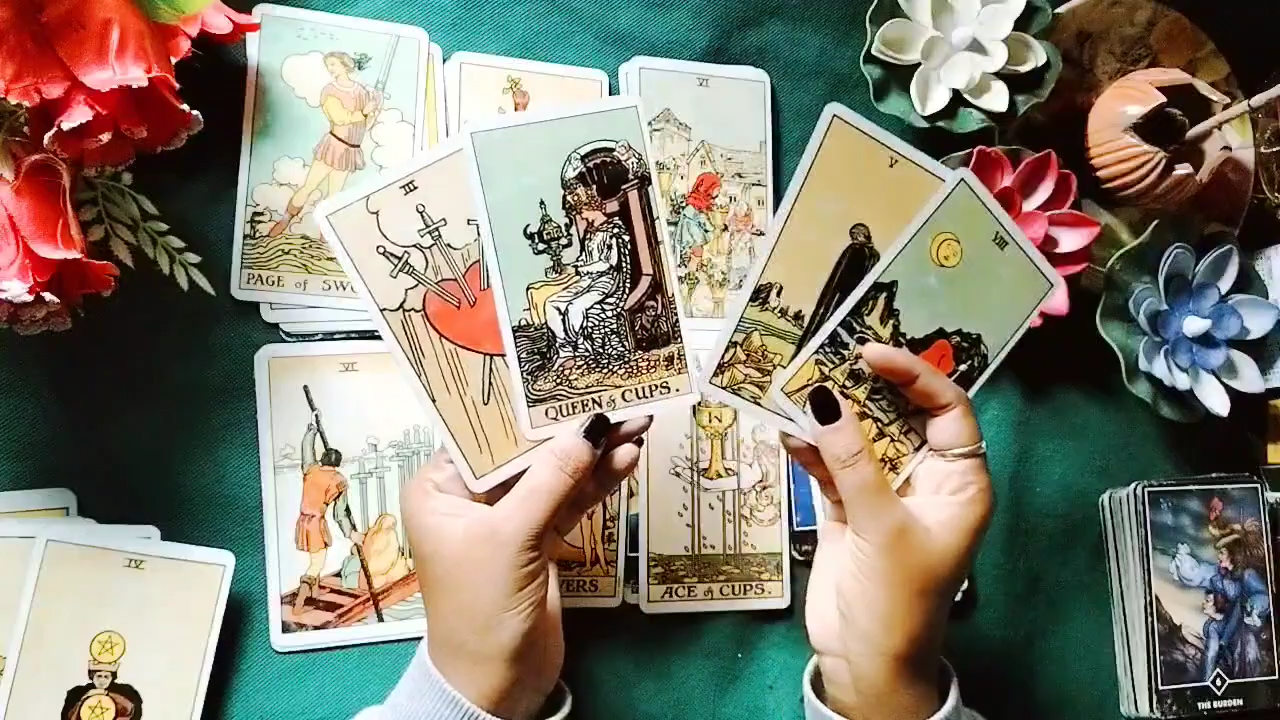 PAGE of SWO
III
QUEEN of CUPS.
VI
V
VIII
VI
VERS
ACE of CUPS.
IV
THE BURDEN